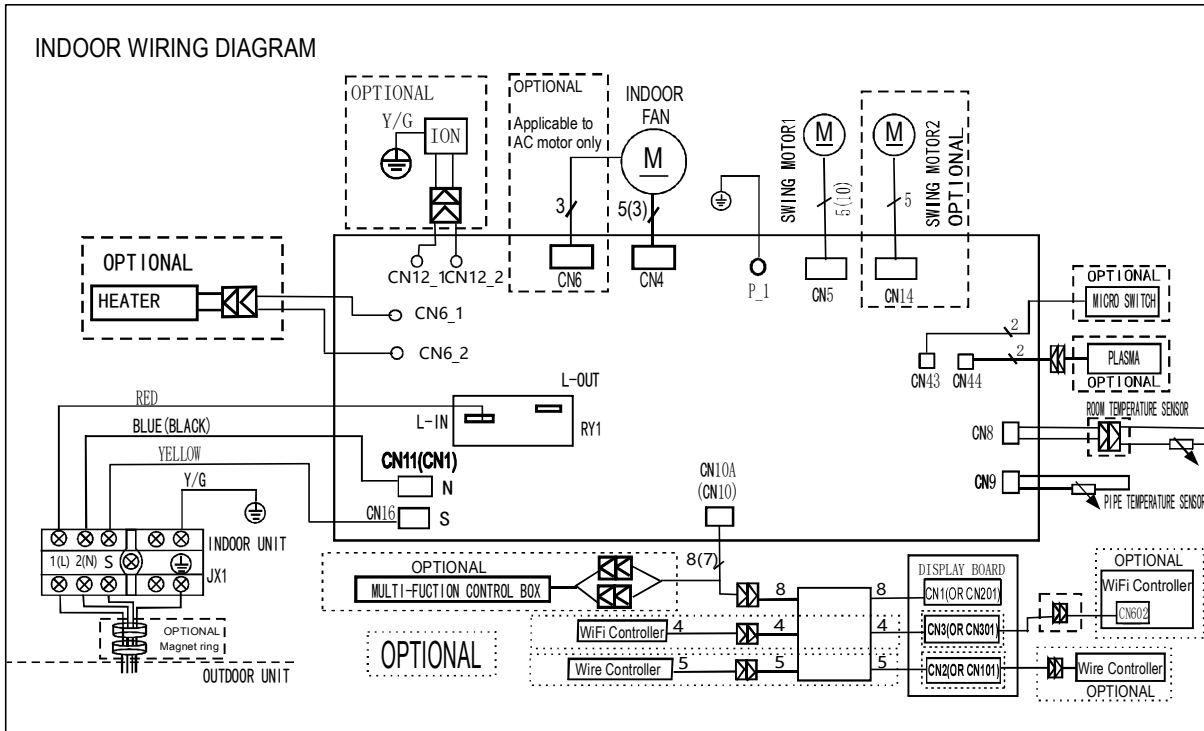 INDOOR WIRING DIAGRAM
OPTIONAL
Y/G
ION
OPTIONAL
Applicable to
AC motor only
INDOOR
FAN
M
3
5(3)
SWING MOTOR1
M
5(10)
M
5
SWING MOTOR2
OPTIONAL
CN12_1
CN12_2
CN6
CN4
P_1
CN5
CN14
OPTIONAL
HEATER
CN6_1
CN6_2
OPTIONAL
MICRO SWITCH
2
2
PLASMA
OPTIONAL
CN43
CN44
L-OUT
L-IN
RY1
RED
BLUE(BLACK)
YELLOW
Y/G
CN11(CN1)
N
CN16
S
CN10A
(CN10)
ROOM TEMPERATURE SENSOR
CN8
CN9
PIPE TEMPERATURE SENSOR
INDOOR UNIT
1(L) 2(N) S
JX1
OPTIONAL
Magnet ring
OUTDOOR UNIT
OPTIONAL
MULTI-FUCTION CONTROL BOX
8(7)
OPTIONAL
8
8
WiFi Controller
4
4
4
Wire Controller
5
5
5
DISPLAY BOARD
CN1(OR CN201)
CN3(OR CN301)
CN2(OR CN101)
OPTIONAL
WiFi Controller
CN602
Wire Controller
OPTIONAL